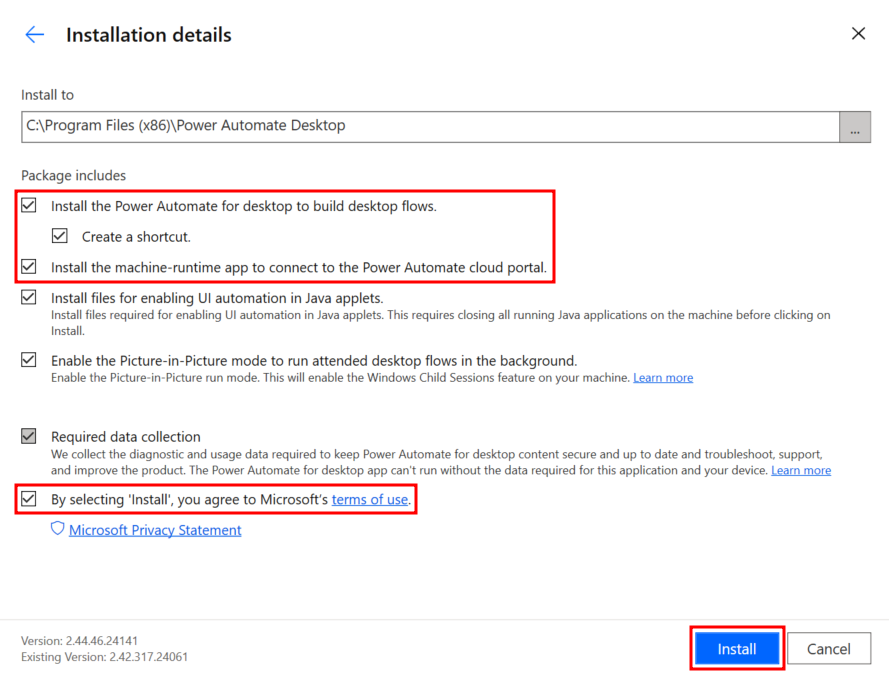 Installation details
Install to
C:\Program Files (x86)\Power Automate Desktop
...
Package includes
Install the Power Automate for desktop to build desktop flows.
Create a shortcut.
Install the machine-runtime app to connect to the Power Automate cloud portal.
Install files for enabling UI automation in Java applets.
Install files required for enabling UI automation in Java applets. This requires closing all running Java applications on the machine before clicking on
Install.
Enable the Picture-in-Picture mode to run attended desktop flows in the background.
Enable the Picture-in-Picture run mode. This will enable the Windows Child Sessions feature on your machine. Learn more
Required data collection
We collect the diagnostic and usage data required to keep Power Automate for desktop content secure and up to date and troubleshoot, support,
and improve the product. The Power Automate for desktop app can't run without the data required for this application and your device. Learn more
By selecting 'Install', you agree to Microsoft's terms of use.
Microsoft Privacy Statement
Version: 2.44.46.24141
Existing Version: 2.42.317.24061
Install
Cancel